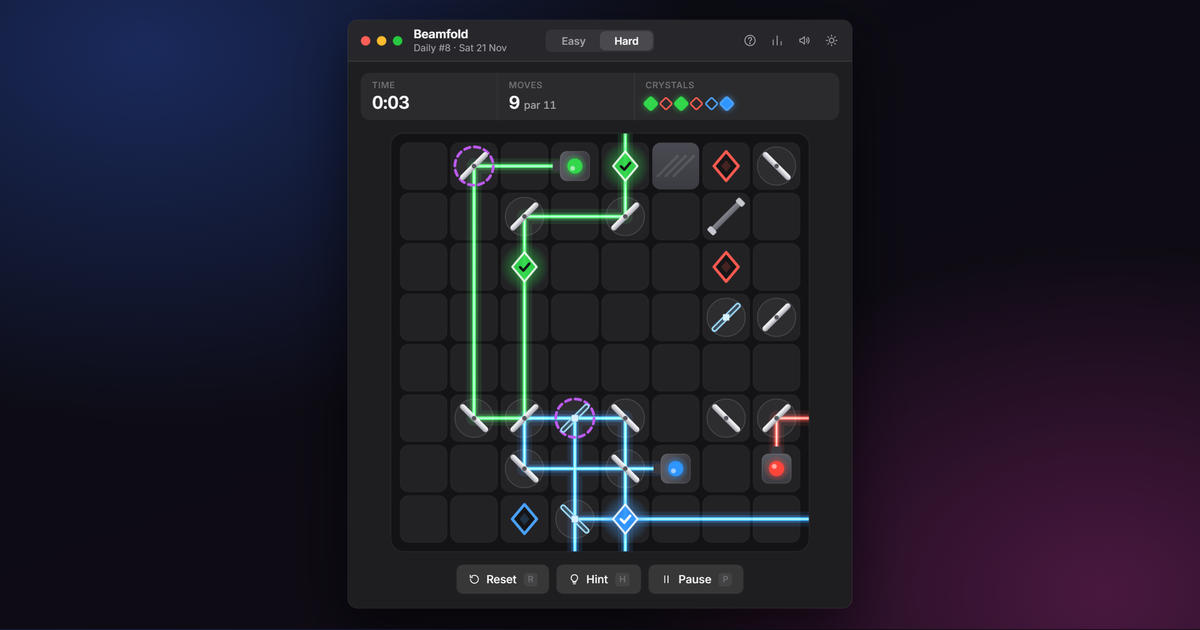 Beamfold
Daily #8 · Sat 21 Nov
Easy Hard
TIME
0:03
MOVES
9 par 11
CRYSTALS
Reset R
Hint H
Pause P